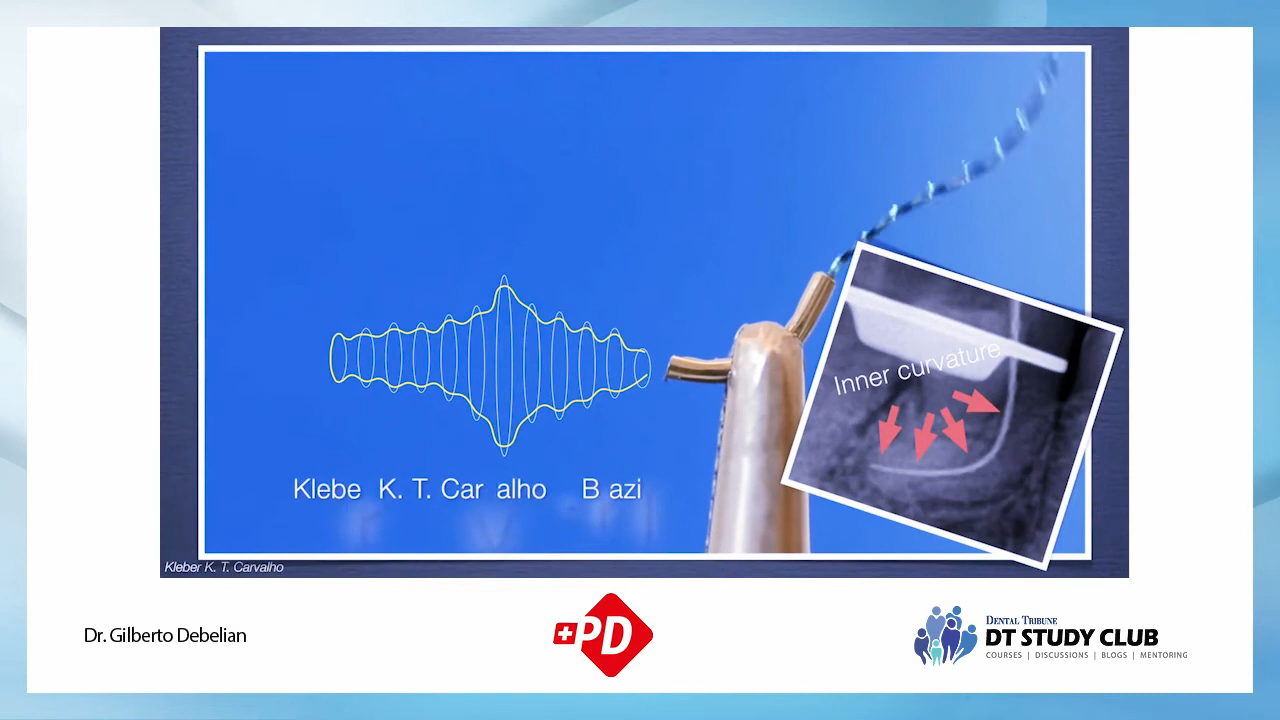 Inner curvature
Klebe K. T. Car alho B azi
Kleber K. T. Carvalho
Dr. Gilberto Debelian
+PD
DENTAL TRIBUNE
DT STUDY CLUB
COURSES | DISCUSSIONS | BLOGS | MENTORING